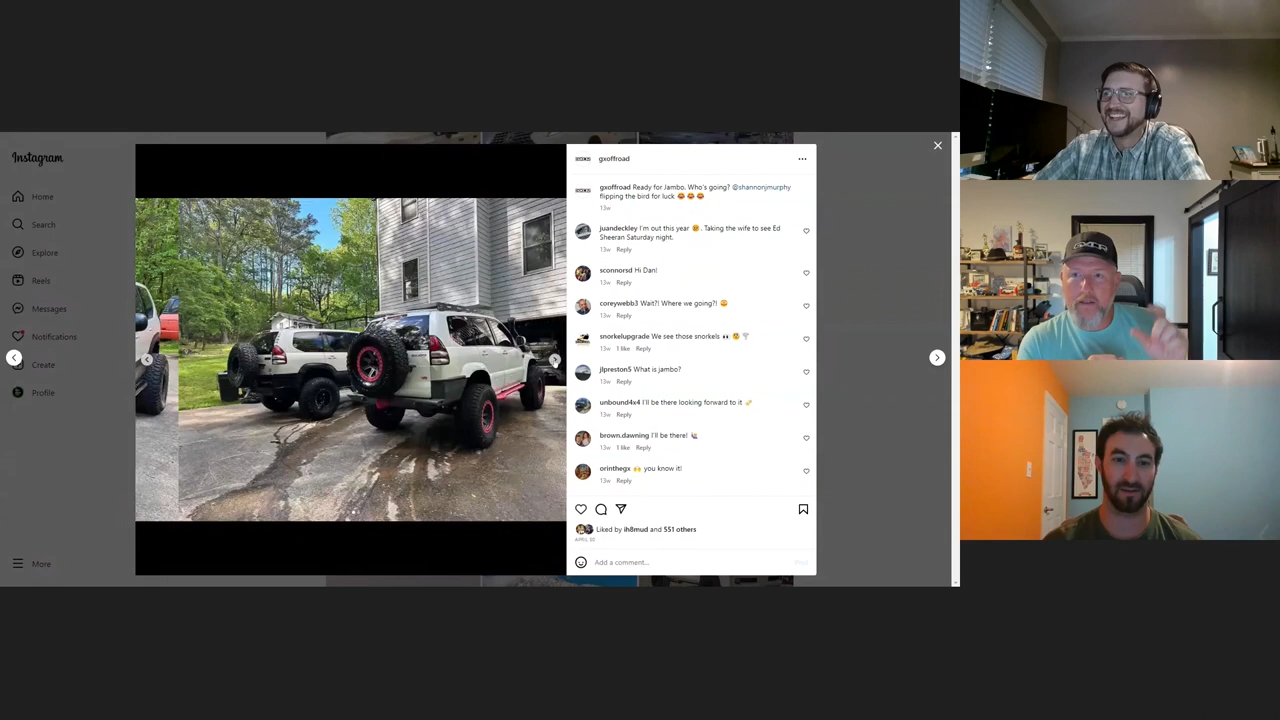 Instagram
Home
Search
Explore
Reels
Messages
Notifications
Create
Profile
More
gxoffroad
gxoffroad Ready for Jambo. Who's going? @shannonjmurphy
flipping the bird for luck 😂 😂 😂
13w
juandeckley I'm out this year 😢. Taking the wife to see Ed
Sheeran Saturday night.
13w Reply
sconnorsd Hi Dan!
13w Reply
coreywebb3 Wait?! Where we going?!
13w Reply
snorkelupgrade We see those snorkels 👀
13w 1 like Reply
jlpreston5 What is jambo?
13w Reply
unbound4x4 I'll be there looking forward to it
13w Reply
brown.dawning I'll be there!
13w 1 like Reply
orinthegx 🙌 you know it!
13w Reply
Liked by ih8mud and 551 others
APRIL
Add a comment...
Post
GXOR